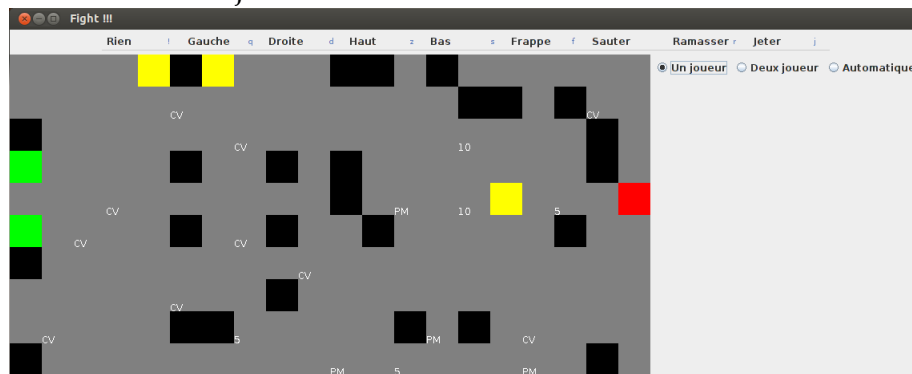 Fight !!!
Rien ! Gauche q Droite d Haut z Bas s Frappe f Sauter Ramasser r Jeter j
Un joueur Deux joueur Automatique
CV CV
CV 10
CV PM 10 5
CV CV
CV
CV
CV 5 PM CV
PM 5 PM